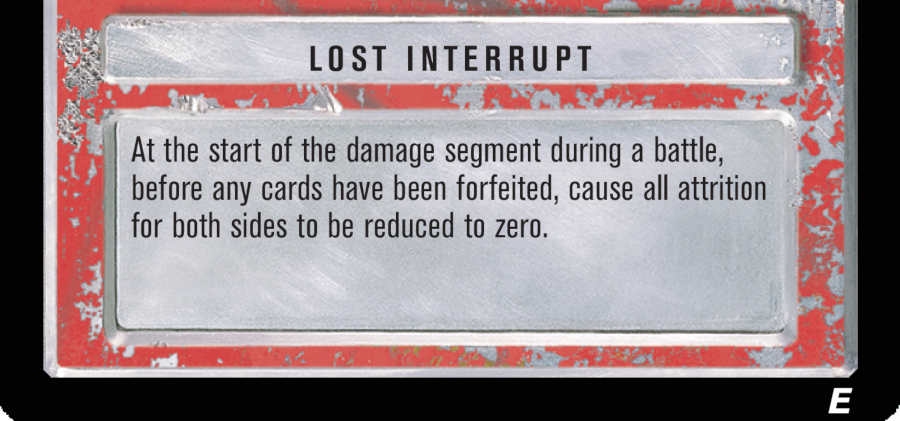 LOST INTERRUPT
At the start of the damage segment during a battle,
before any cards have been forfeited, cause all attrition
for both sides to be reduced to zero.
E